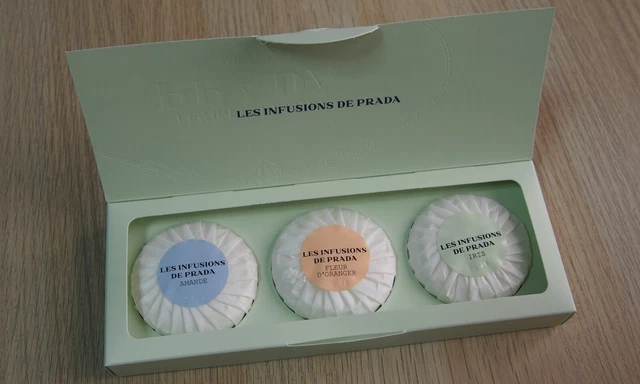 LES INFUSIONS DE PRADA
LES INFUSIONS
DE PRADA
AMANDE
LES INFUSIONS
DE PRADA
FLEUR
D'ORANGER
LES INFUSIONS
DE PRADA
IRIS